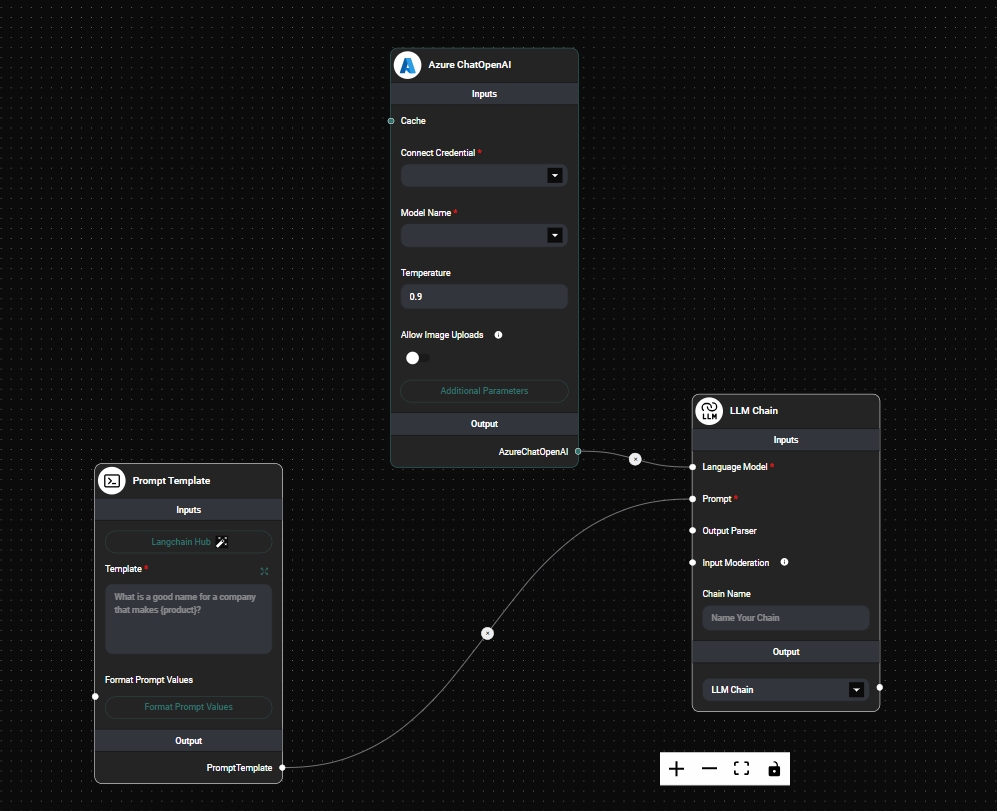 Azure ChatOpenAI
Inputs
Cache
Connect Credential *
Model Name *
Temperature
0.9
Allow Image Uploads
Additional Parameters
Output
AzureChatOpenAI
Prompt Template
Inputs
Langchain Hub
Template *
What is a good name for a company
that makes {product}?
Format Prompt Values
Format Prompt Values
Output
PromptTemplate
LLM
LLM Chain
Inputs
Language Model *
Prompt *
Output Parser
Input Moderation
Chain Name
Name Your Chain
Output
LLM Chain